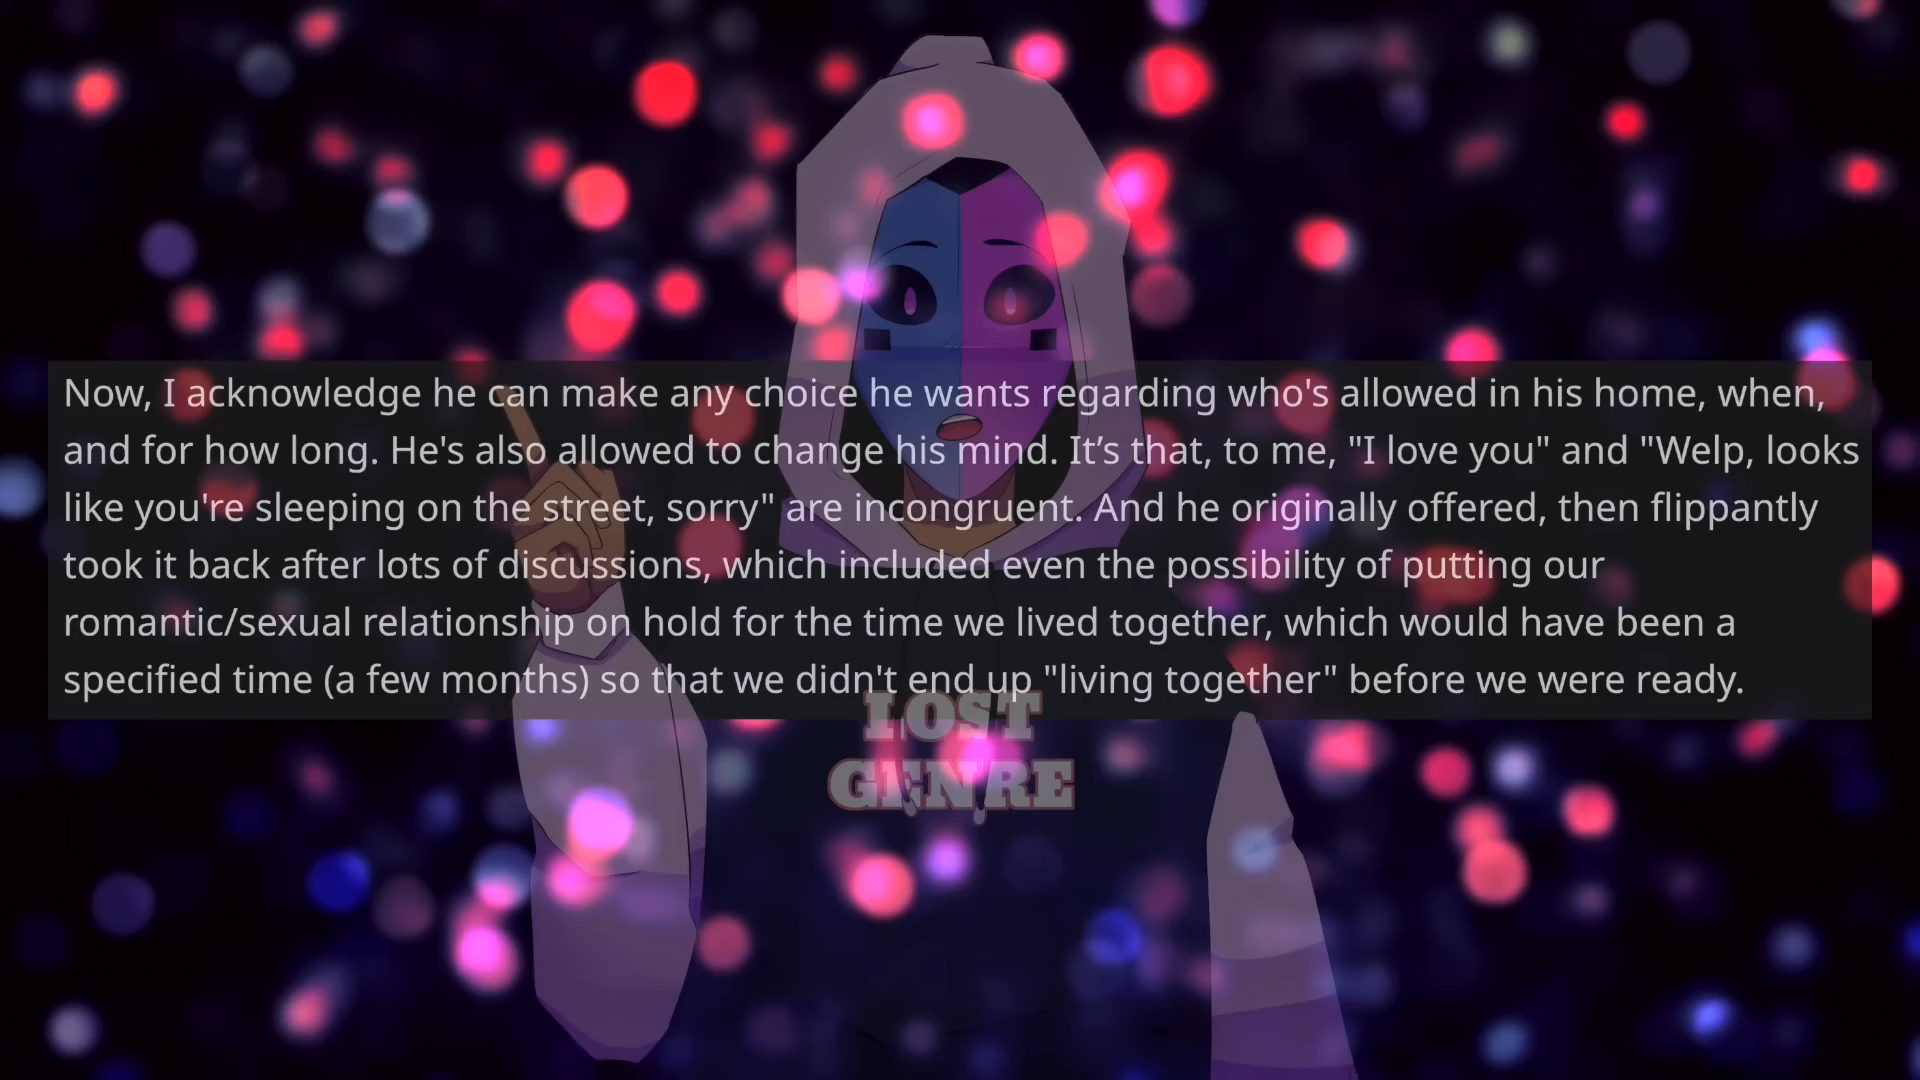 Now, I acknowledge he can make any choice he wants regarding who's allowed in his home, when,
and for how long. He's also allowed to change his mind. It’s that, to me, "I love you" and "Welp, looks
like you're sleeping on the street, sorry" are incongruent. And he originally offered, then flippantly
took it back after lots of discussions, which included even the possibility of putting our
romantic/sexual relationship on hold for the time we lived together, which would have been a
specified time (a few months) so that we didn't end up "living together" before we were ready.
LOST
GENRE